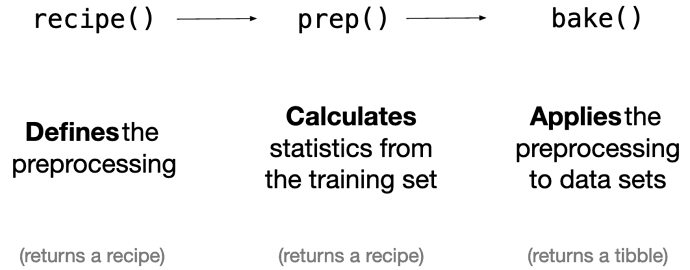 recipe() prep() bake()
Defines the
preprocessing
Calculates
statistics from
the training set
Applies the
preprocessing
to data sets
(returns a recipe)
(returns a recipe)
(returns a tibble)